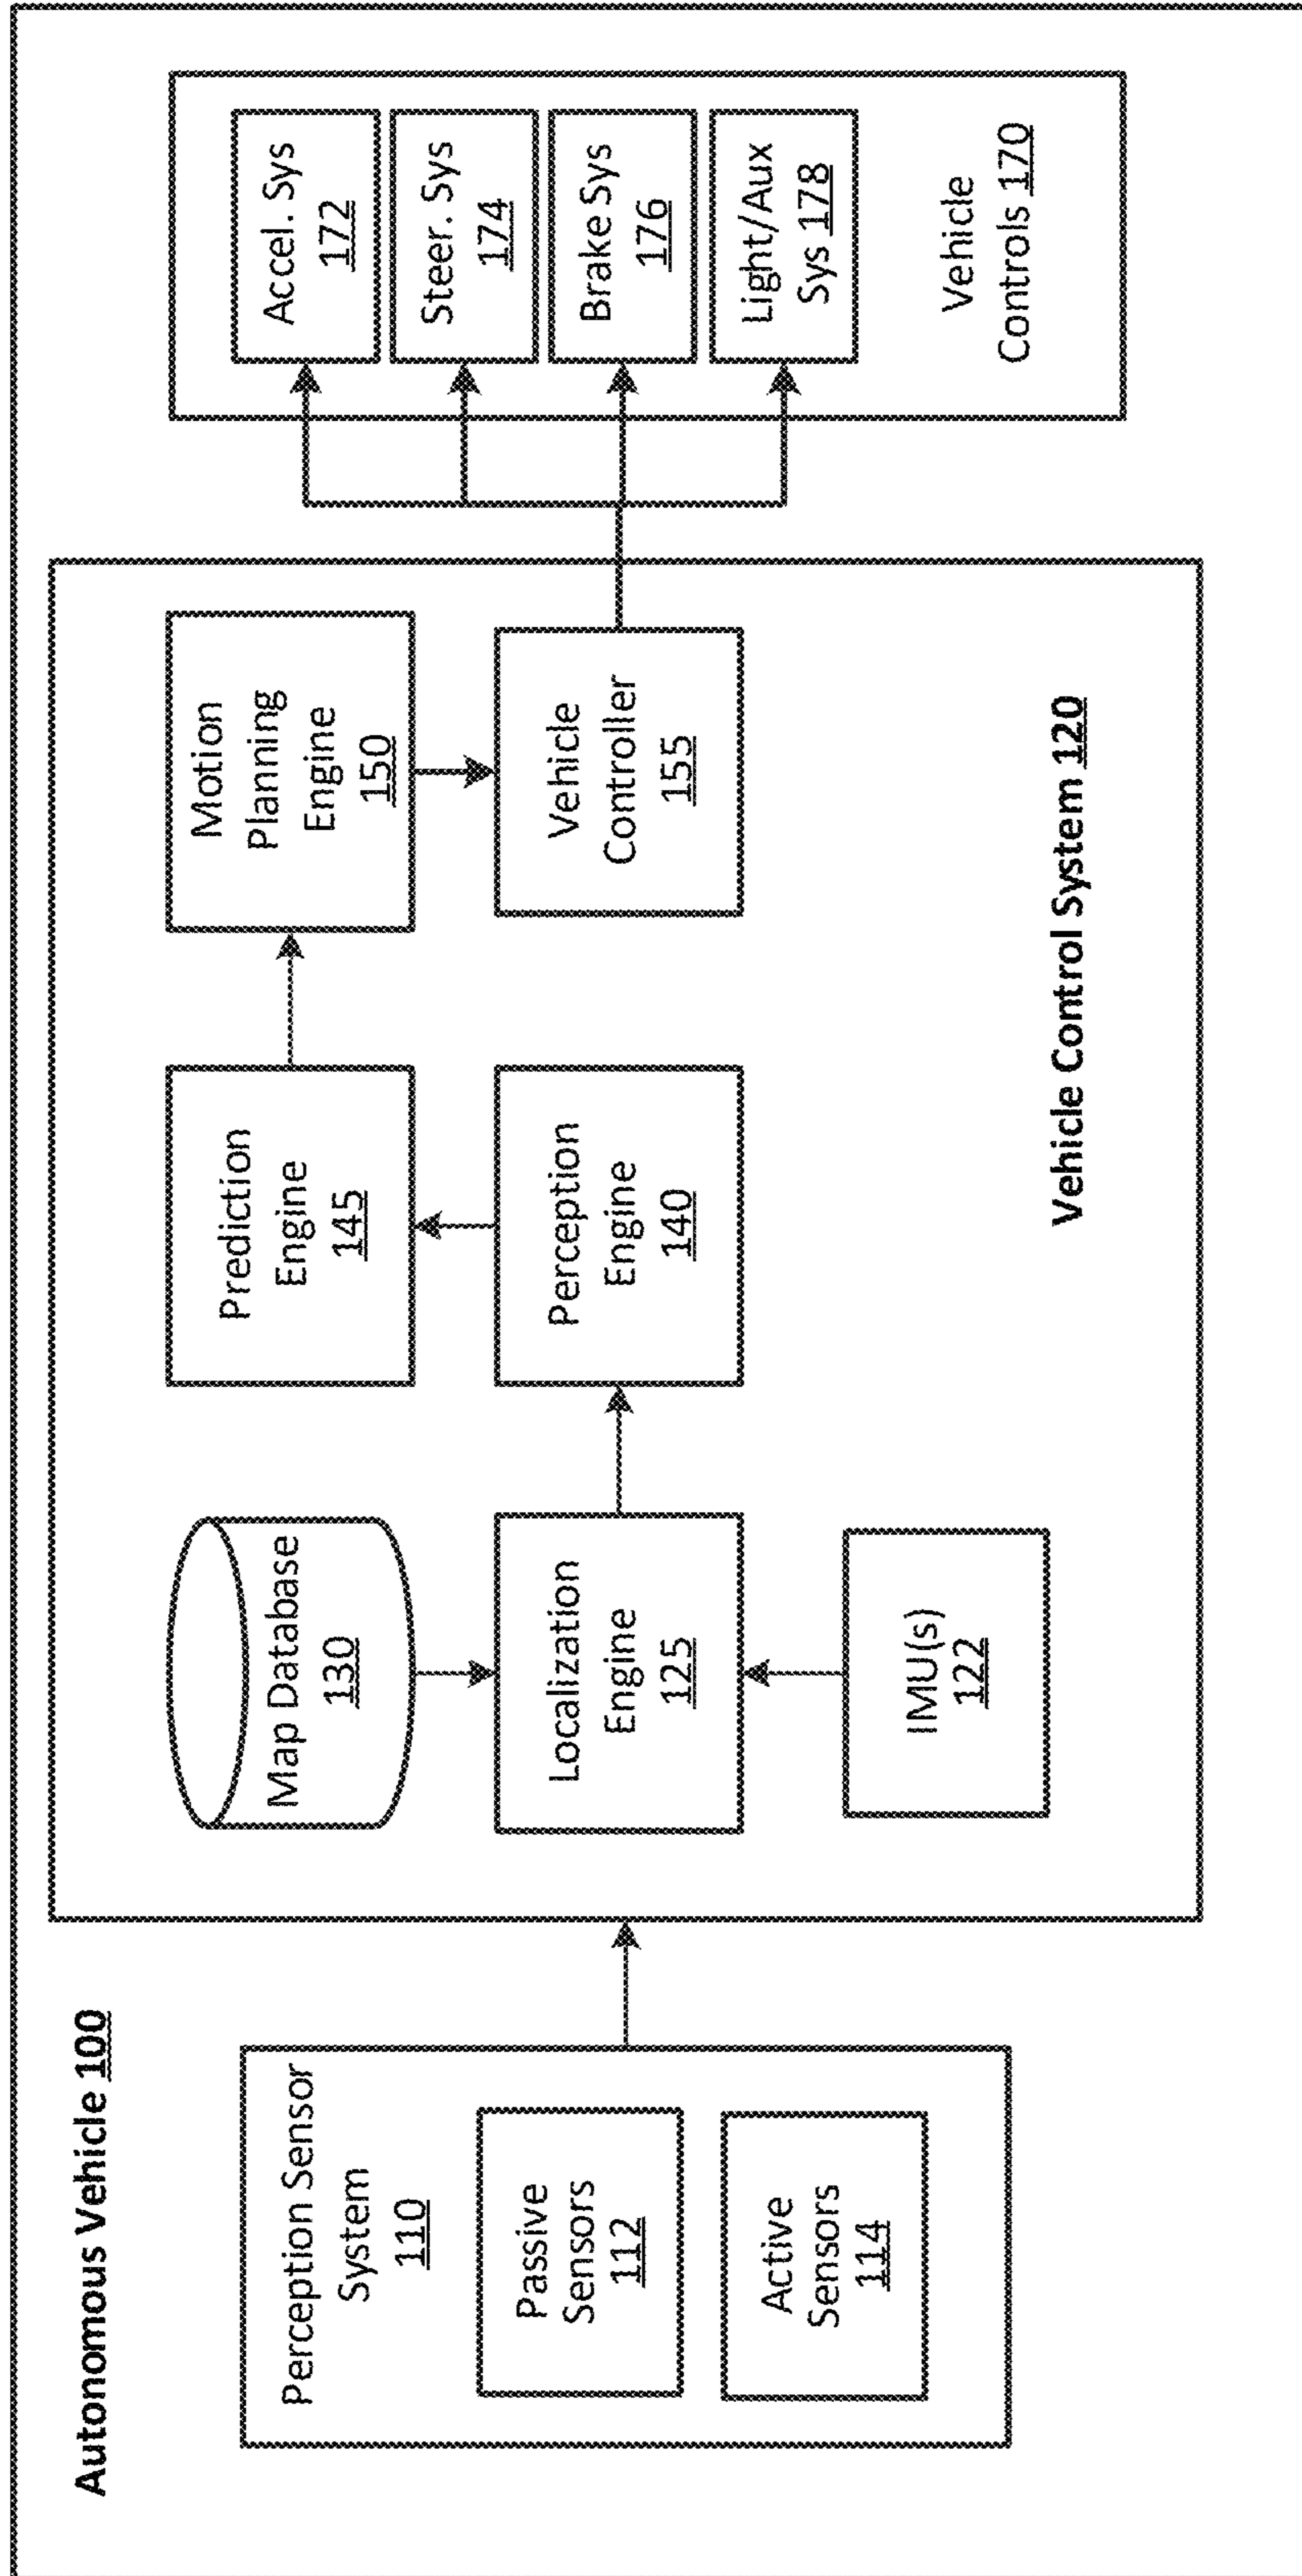 Autonomous Vehicle 100
Perception Sensor
System
110
Passive
Sensors
112
Active
Sensors
114
Map Database
130
Localization
Engine
125
IMU(s)
122
Prediction
Engine
145
Perception
Engine
140
Motion
Planning
Engine
150
Vehicle
Controller
155
Vehicle Control System 120
Accel. Sys
172
Steer. Sys
174
Brake Sys
176
Light/Aux
Sys 178
Vehicle
Controls 170